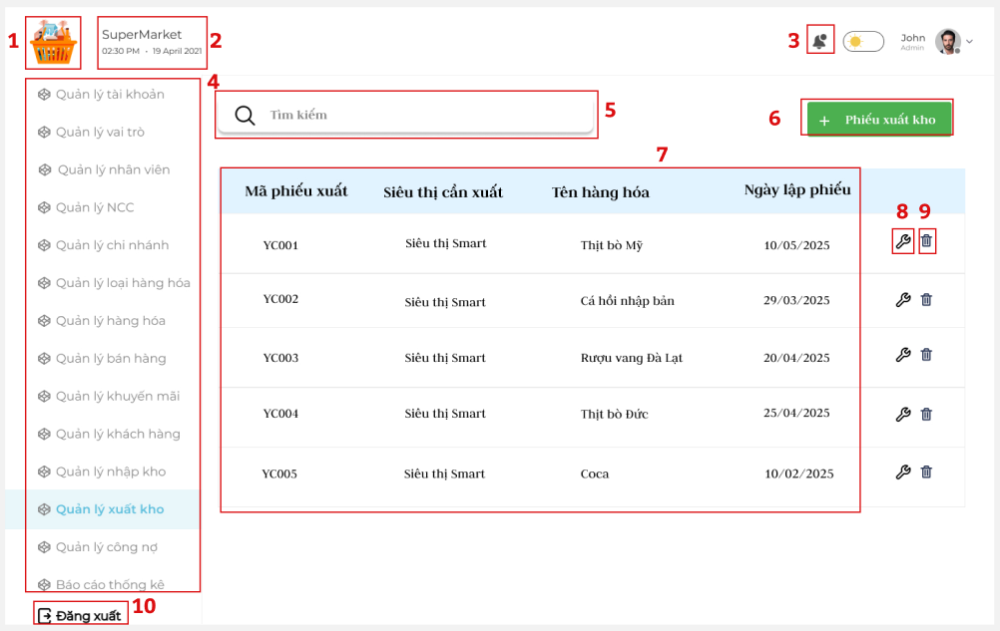 1
SuperMarket
02:30 PM • 19 April 2021
2
3
John
Admin
4
Quản lý tài khoản
Quản lý vai trò
Quản lý nhân viên
Quản lý NCC
Quản lý chi nhánh
Quản lý loại hàng hóa
Quản lý hàng hóa
Quản lý bán hàng
Quản lý khuyến mãi
Quản lý khách hàng
Quản lý nhập kho
Quản lý xuất kho
Quản lý công nợ
Báo cáo thống kê
Đăng xuất
10
Tìm kiếm
5
6
+ Phiếu xuất kho
7
Mã phiếu xuất Siêu thị cần xuất Tên hàng hóa Ngày lập phiếu
8 9
YC001 Siêu thị Smart Thịt bò Mỹ 10/05/2025
YC002 Siêu thị Smart Cá hồi nhập bản 29/03/2025
YC003 Siêu thị Smart Rượu vang Đà Lạt 20/04/2025
YC004 Siêu thị Smart Thịt bò Đức 25/04/2025
YC005 Siêu thị Smart Coca 10/02/2025